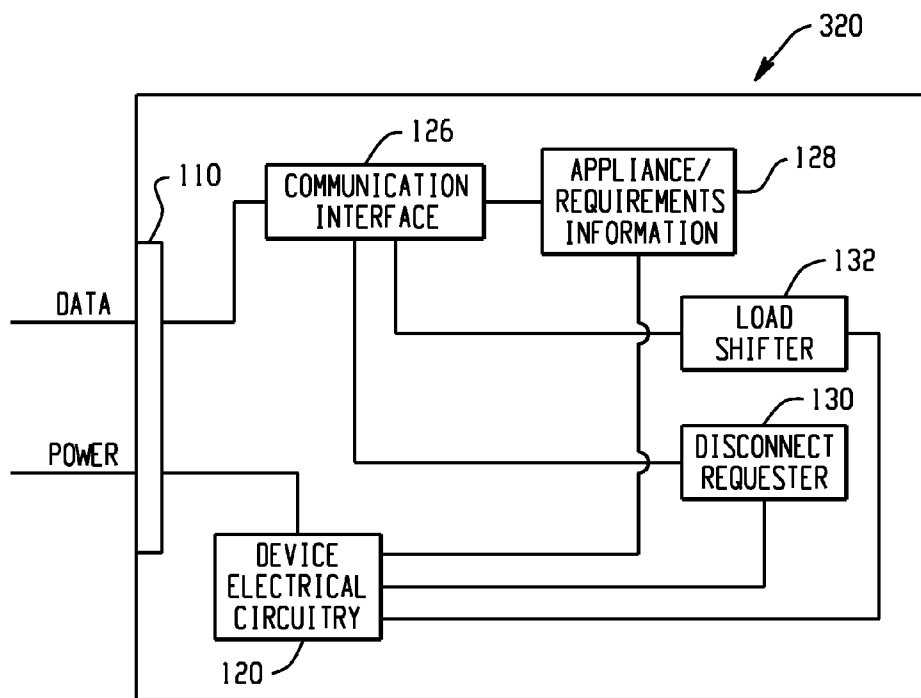 320
126
COMMUNICATION
INTERFACE
APPLIANCE/
REQUIREMENTS
INFORMATION
128
110
DATA
132
LOAD
SHIFTER
130
DISCONNECT
REQUESTER
POWER
DEVICE
ELECTRICAL
CIRCUITRY
120